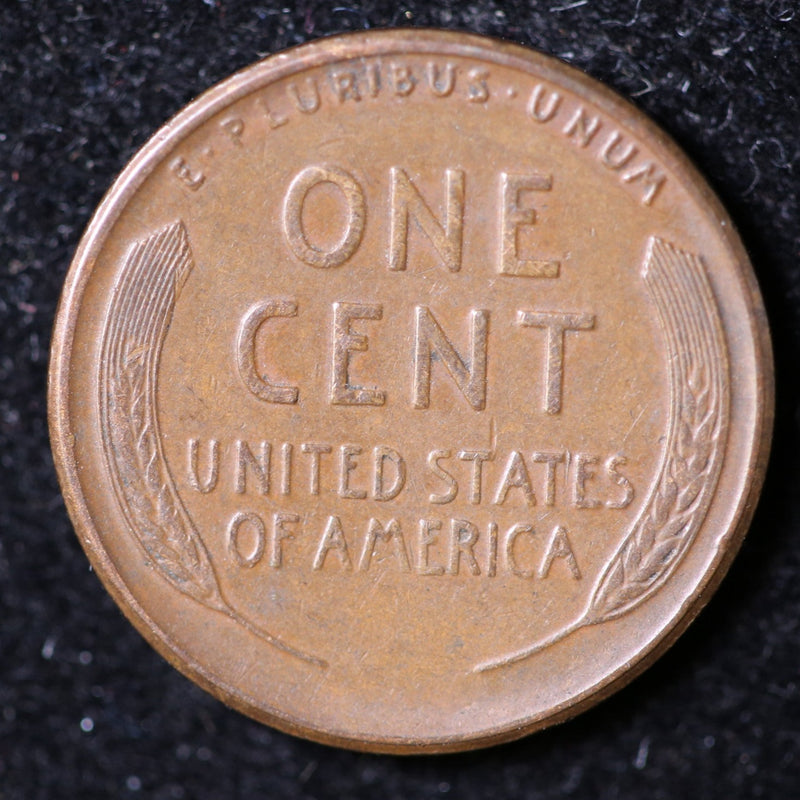 E·PLURIBUS·UNUM
ONE
CENT
UNITED STATES
OF AMERICA